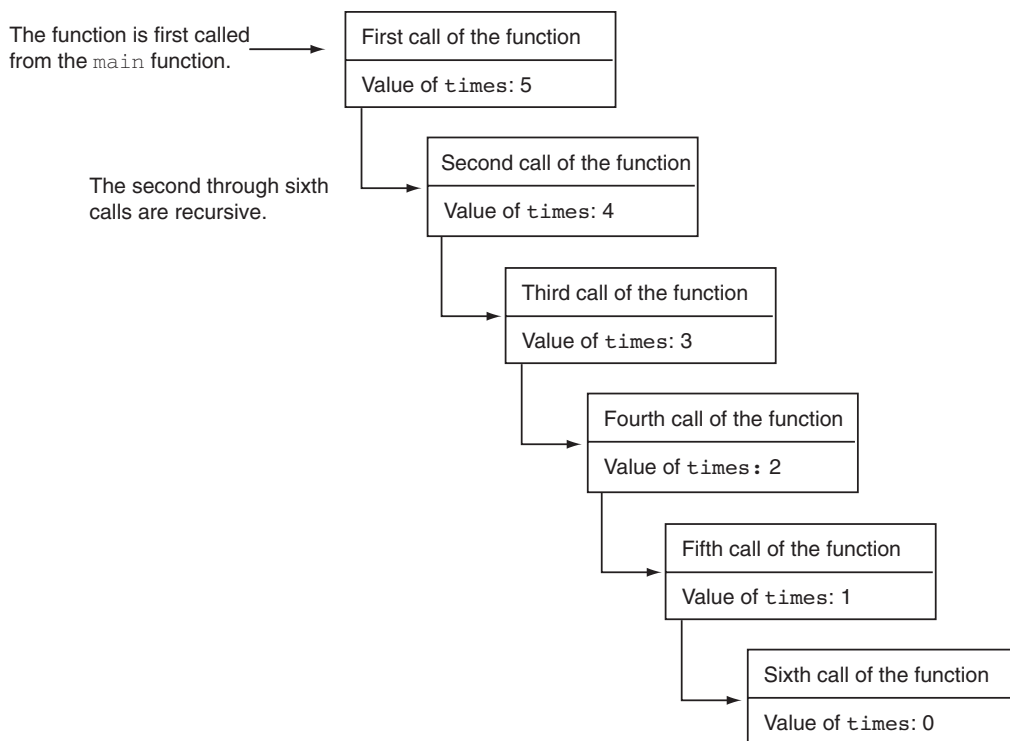 The function is first called
from the main function.
First call of the function
Value of times: 5
Second call of the function
Value of times: 4
The second through sixth
calls are recursive.
Third call of the function
Value of times: 3
Fourth call of the function
Value of times: 2
Fifth call of the function
Value of times: 1
Sixth call of the function
Value of times: 0